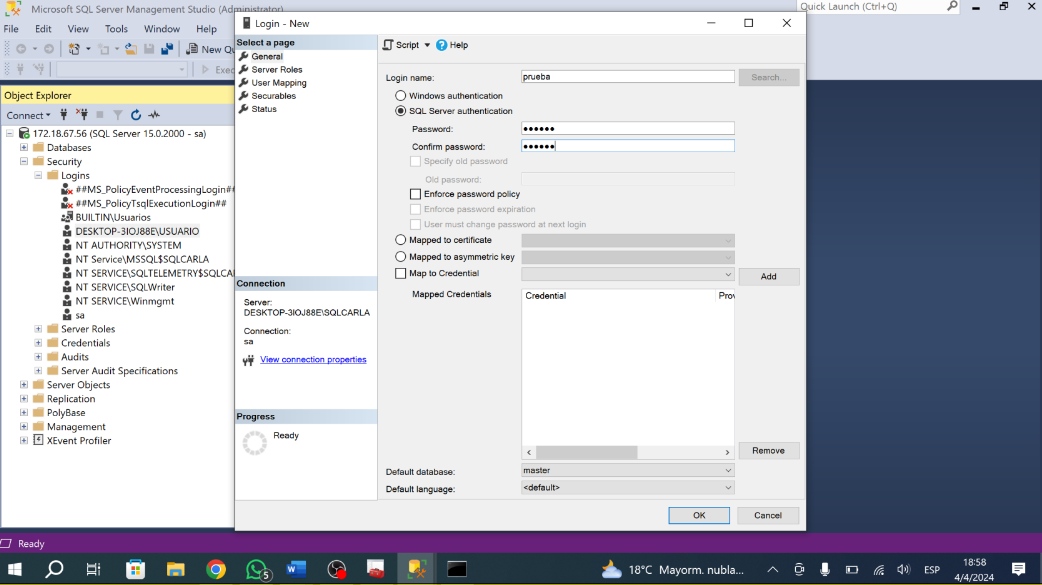 Microsoft SQL Server Management Studio (Administrator)
Quick Launch (Ctrl+Q)
File Edit View Tools Window Help
New Qu
Exec
Object Explorer
Connect
172.18.67.56 (SQL Server 15.0.2000 - sa)
Databases
Security
Logins
##MS_PolicyEventProcessingLogin##
##MS_PolicyTsqlExecutionLogin##
BUILTIN\Usuarios
DESKTOP-3IOJ88E\USUARIO
NT AUTHORITY\SYSTEM
NT Service\MSSQL$SQLCARLA
NT SERVICE\SQLTELEMETRY$SQLCA
NT SERVICE\SQLWriter
NT SERVICE\Winmgmt
sa
Server Roles
Credentials
Audits
Server Audit Specifications
Server Objects
Replication
PolyBase
Management
XEvent Profiler
Login - New
Select a page
General
Server Roles
User Mapping
Securables
Status
Connection
Server:
DESKTOP-3IOJ88E\SQLCARLA
Connection:
sa
View connection properties
Progress
Ready
Script Help
Login name: prueba Search...
Windows authentication
SQL Server authentication
Password: ●●●●●●
Confirm password: ●●●●●●
Specify old password
Old password:
Enforce password policy
Enforce password expiration
User must change password at next login
Mapped to certificate
Mapped to asymmetric key
Map to Credential Add
Mapped Credentials Credential Prov
Remove
Default database: master
Default language: <default>
OK Cancel
Ready
5
18°C Mayorm. nubla...
ESP
18:58
4/4/2024